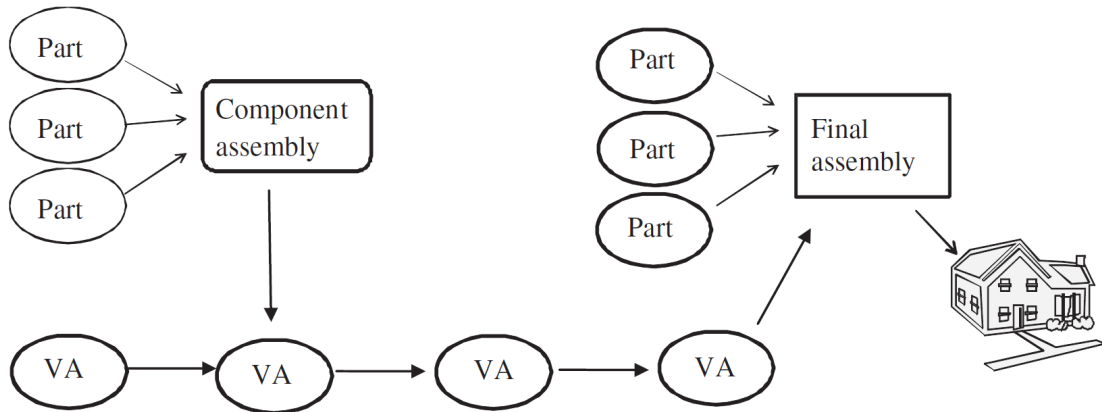 Part
Part
Part
Component
assembly
Part
Part
Part
Final
assembly
VA
VA
VA
VA